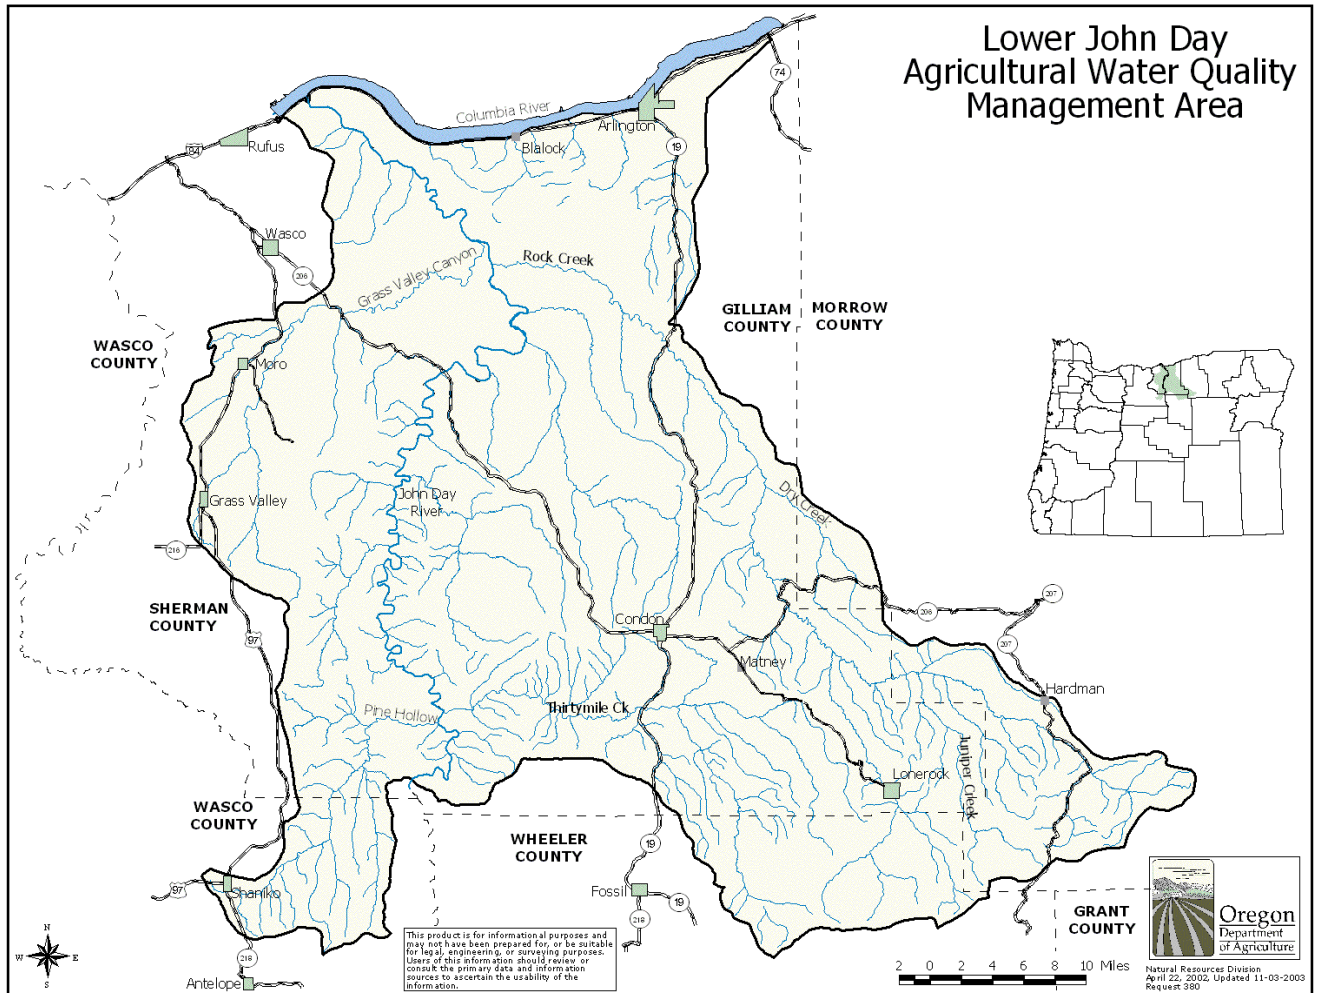 Lower John Day
Agricultural Water Quality
Management Area
74
Columbia River
Arlington
Blalock
Rufus
84
19
Wasco
206
Rock Creek
Grass Valley Canyon
GILLIAM
COUNTY
MORROW
COUNTY
WASCO
COUNTY
Moro
Grass Valley
John Day
River
Dry Creek
216
SHERMAN
COUNTY
97
Condon
206
207
207
Matney
Hardman
Pine Hollow
Thirtymile Ck
Juniper Creek
Lonerock
WASCO
COUNTY
WHEELER
COUNTY
19
97
Shaniko
Fossil
19
218
218
Antelope
GRANT
COUNTY
N
W
E
S
This product is for informational purposes and
may not have been prepared for, or be suitable
for legal, engineering, or surveying purposes.
Users of this information should review or
consult the primary data and information
sources to ascertain the usability of the
information.
2 0 2 4 6 8 10 Miles
Oregon
Department
of Agriculture
Natural Resources Division
April 22, 2002, Updated 11-03-2003
Request 380